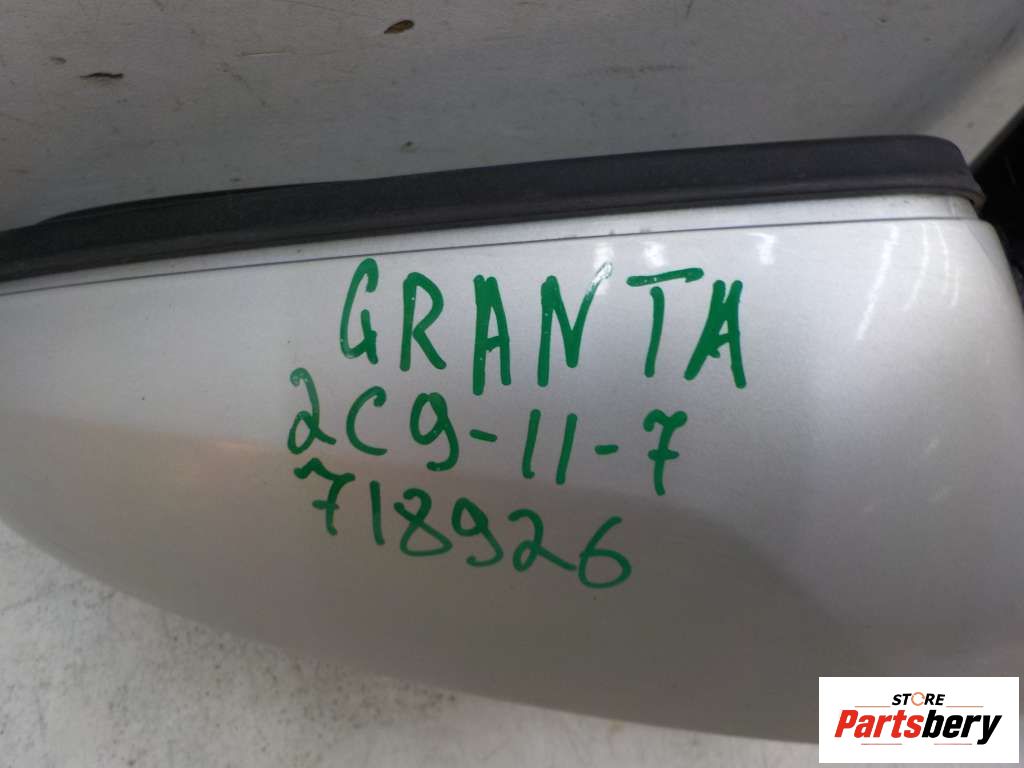 GRANTA
2C9-11-7
718926
STORE
Partsbery